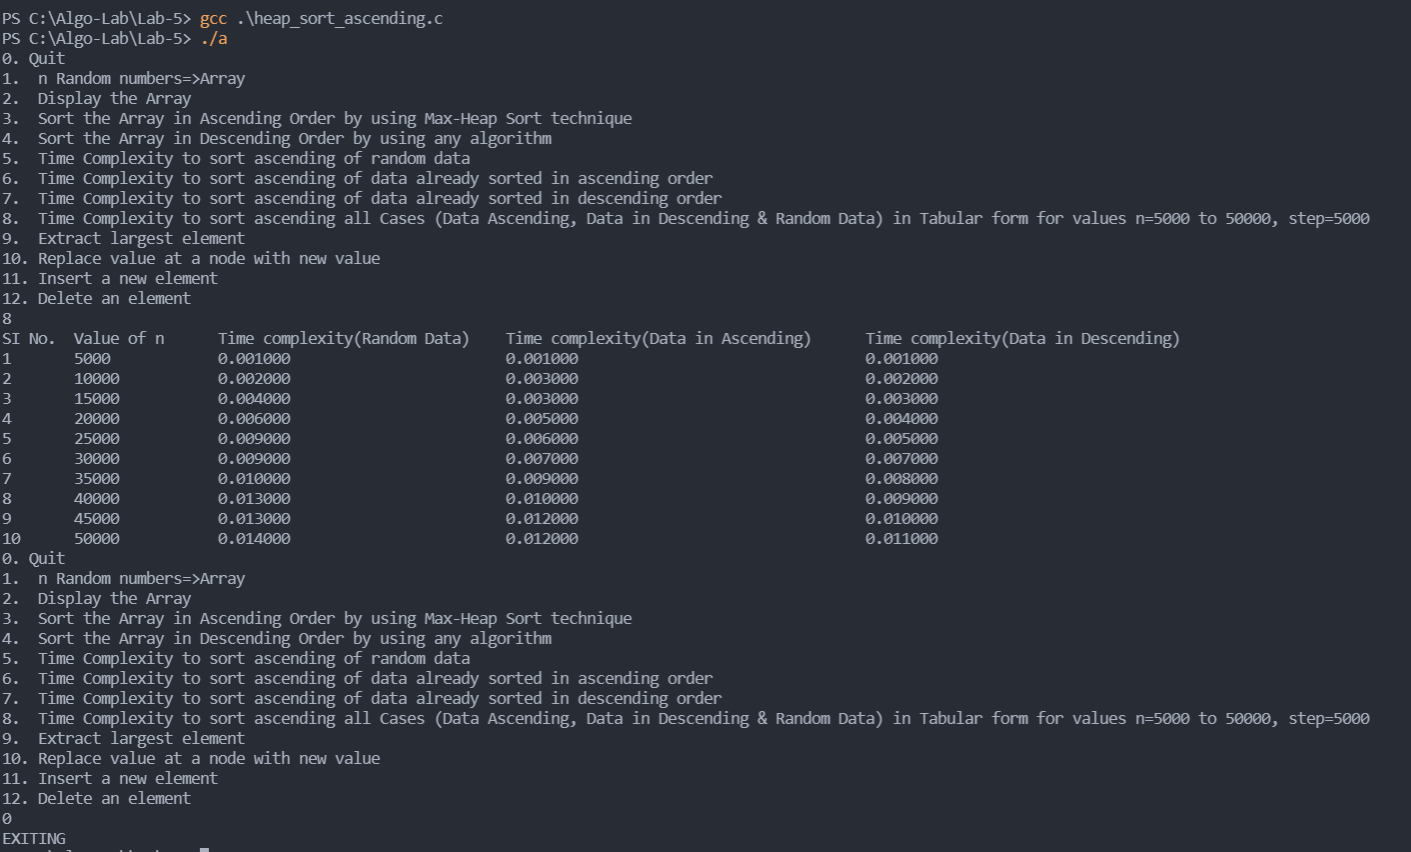 PS C:\Algo-Lab\Lab-5> gcc .\heap_sort_ascending.c
PS C:\Algo-Lab\Lab-5> ./a
0. Quit
1.  n Random numbers=>Array
2.  Display the Array
3.  Sort the Array in Ascending Order by using Max-Heap Sort technique
4.  Sort the Array in Descending Order by using any algorithm
5.  Time Complexity to sort ascending of random data
6.  Time Complexity to sort ascending of data already sorted in ascending order
7.  Time Complexity to sort ascending of data already sorted in descending order
8.  Time Complexity to sort ascending all Cases (Data Ascending, Data in Descending & Random Data) in Tabular form for values n=5000 to 50000, step=5000
9.  Extract largest element
10. Replace value at a node with new value
11. Insert a new element
12. Delete an element
8
SI No.  Value of n      Time complexity(Random Data)    Time complexity(Data in Ascending)      Time complexity(Data in Descending)
1       5000            0.001000                        0.001000                                0.001000
2       10000           0.002000                        0.003000                                0.002000
3       15000           0.004000                        0.003000                                0.003000
4       20000           0.006000                        0.005000                                0.004000
5       25000           0.009000                        0.006000                                0.005000
6       30000           0.009000                        0.007000                                0.007000
7       35000           0.010000                        0.009000                                0.008000
8       40000           0.013000                        0.010000                                0.009000
9       45000           0.013000                        0.012000                                0.010000
10      50000           0.014000                        0.012000                                0.011000
0. Quit
1.  n Random numbers=>Array
2.  Display the Array
3.  Sort the Array in Ascending Order by using Max-Heap Sort technique
4.  Sort the Array in Descending Order by using any algorithm
5.  Time Complexity to sort ascending of random data
6.  Time Complexity to sort ascending of data already sorted in ascending order
7.  Time Complexity to sort ascending of data already sorted in descending order
8.  Time Complexity to sort ascending all Cases (Data Ascending, Data in Descending & Random Data) in Tabular form for values n=5000 to 50000, step=5000
9.  Extract largest element
10. Replace value at a node with new value
11. Insert a new element
12. Delete an element
0
EXITING